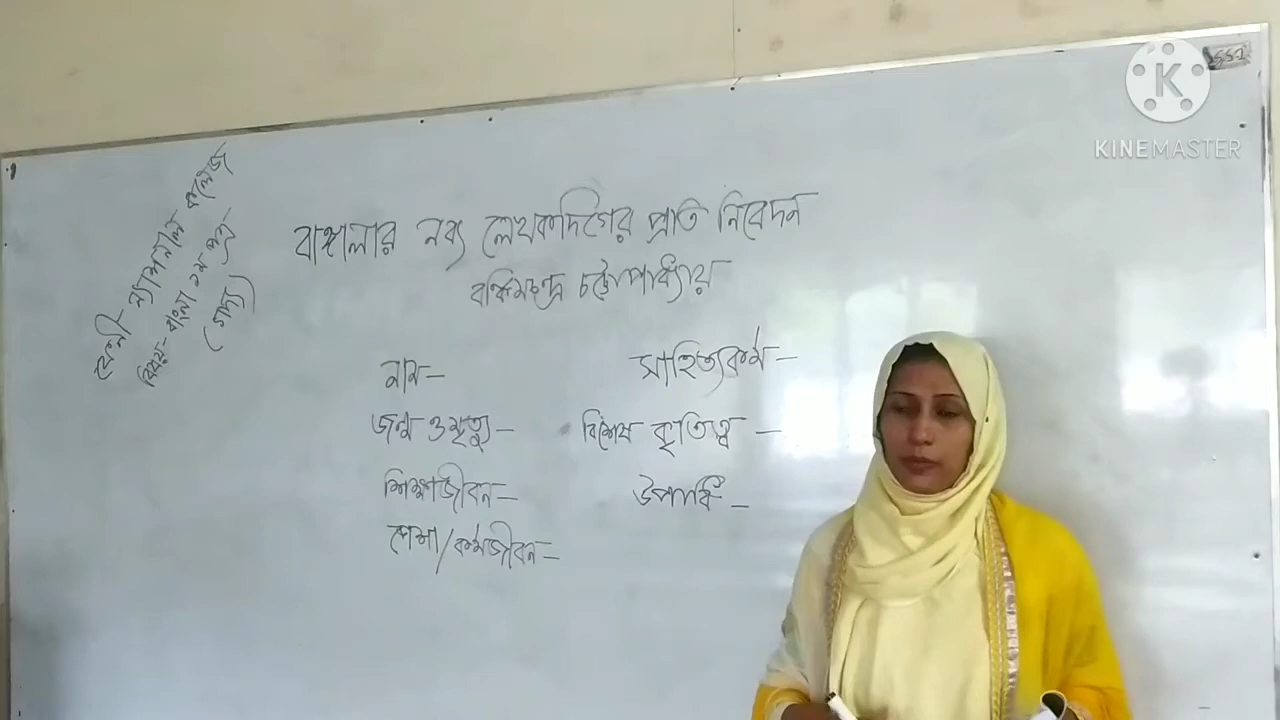 ফেনী ন্যাশনাল কলেজ
বিষয়- বাংলা ১ম পত্র
(গদ্য)
বাঙ্গালার নব্য লেখকদিগের প্রতি নিবেদন
বঙ্কিমচন্দ্র চট্টোপাধ্যায়
নাম-
জন্ম ও মৃত্যু-
শিক্ষাজীবন-
পেশা/কর্মজীবন-
সাহিত্যকর্ম-
বিশেষ কৃতিত্ব -
উপাধি -
KINEMASTER